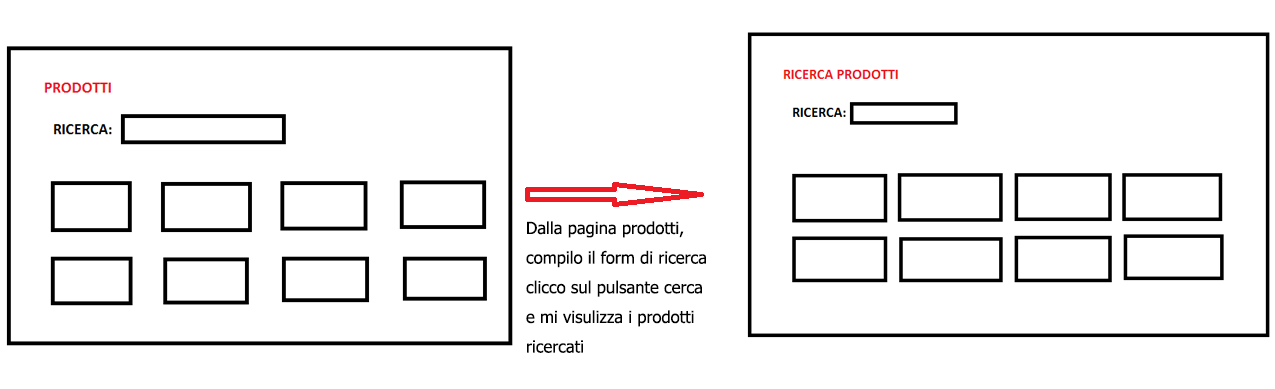 PRODOTTI
RICERCA:
Dalla pagina prodotti,
compilo il form di ricerca
clicco sul pulsante cerca
e mi visulizza i prodotti
ricercati
RICERCA PRODOTTI
RICERCA: